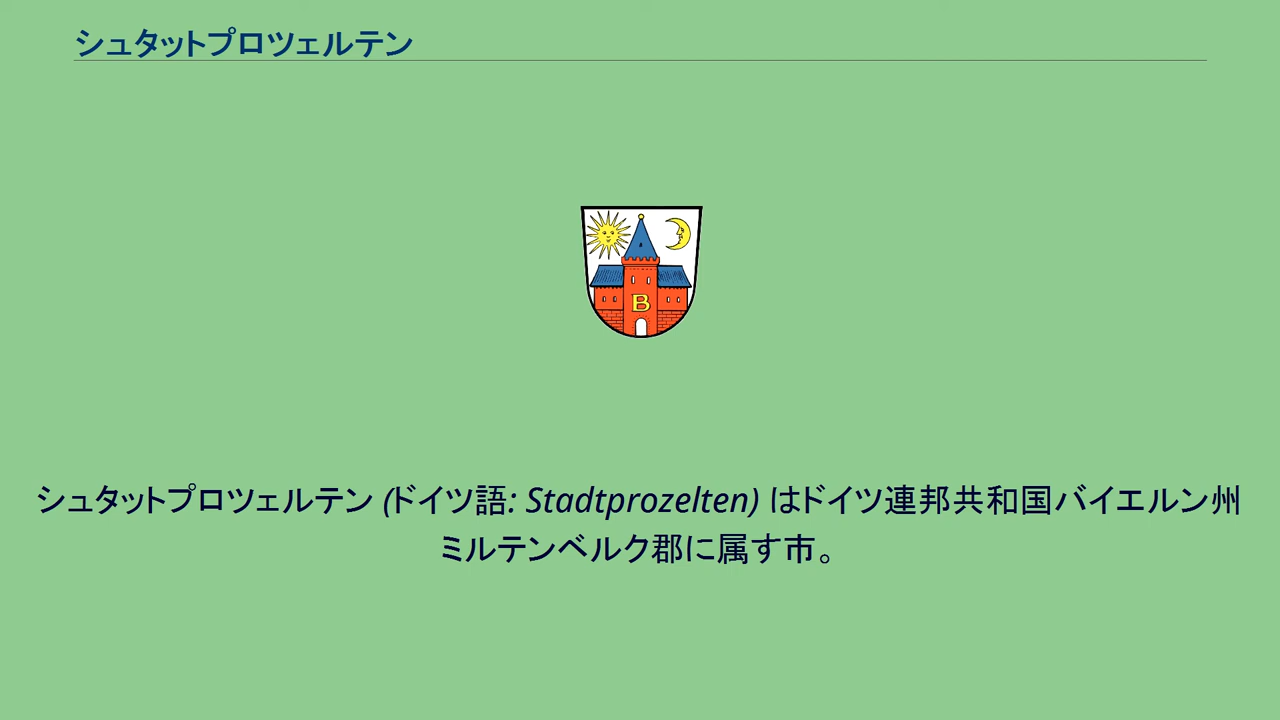 シュタットプロツェルテン
B
シュタットプロツェルテン (ドイツ語: Stadtprozelten) はドイツ連邦共和国バイエルン州
ミルテンベルク郡に属す市。